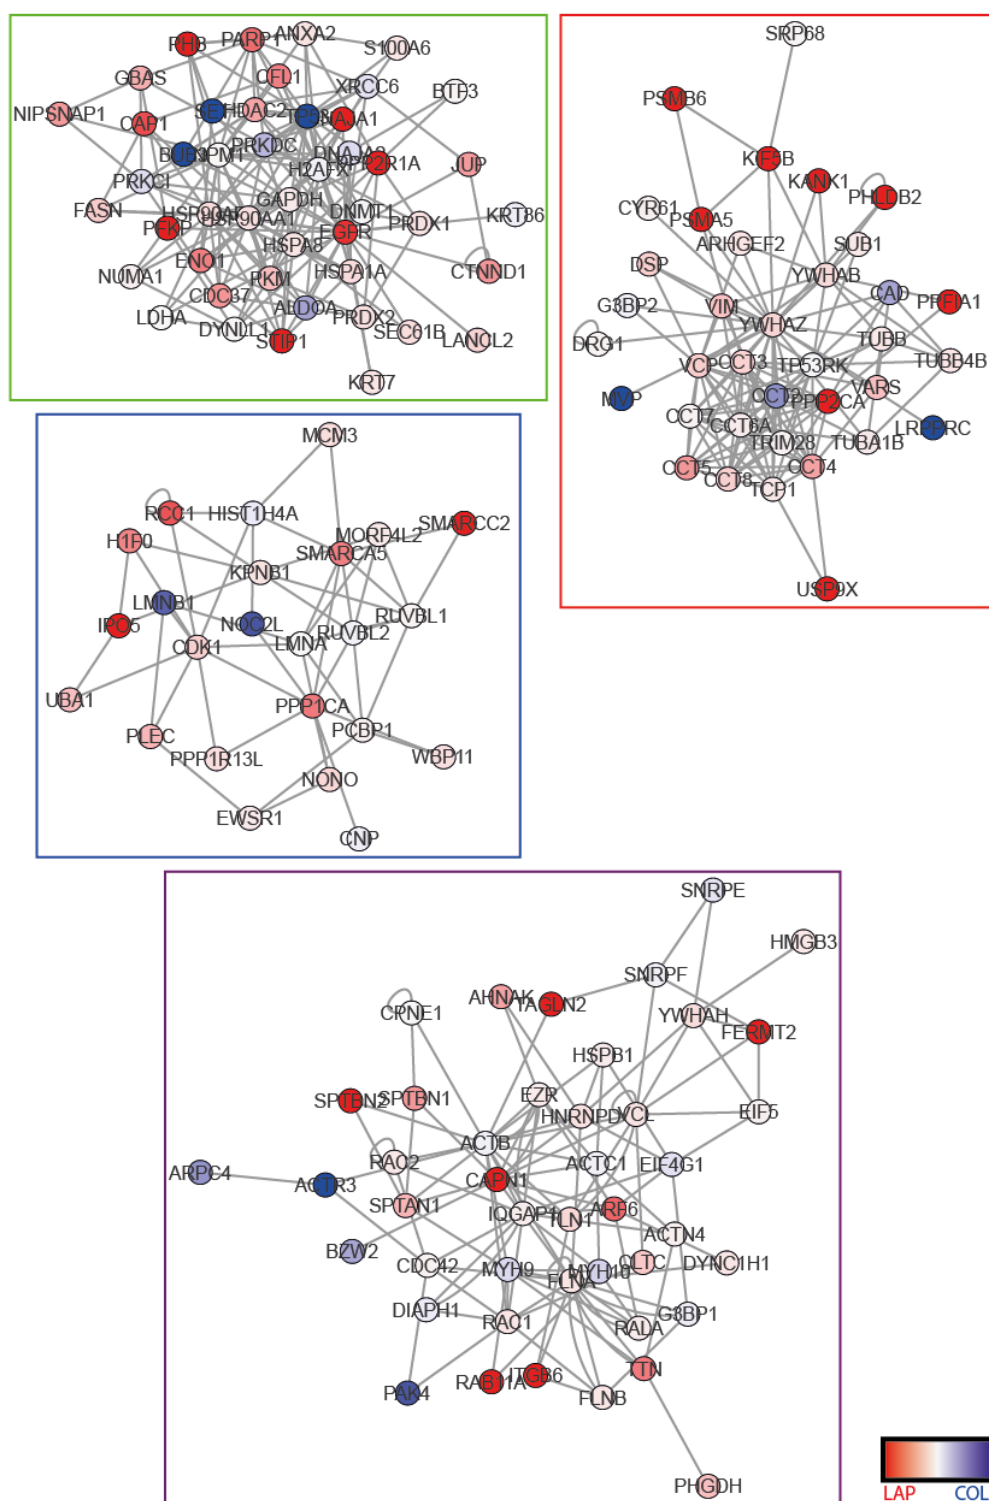 PHB
PARP1
ANXA2
S100A6
GBAS
CFL1
XRCC6
BTF3
NIPSNAP1
CAP1
SET
HDAC2
TP53
DNAJA1
BUB3
NPM1
PRKDC
PPP2R1A
H2AFX
JUP
PRKCI
GAPDH
DNMT1
PRDX1
KRT86
FASN
PFKP
HSP90AA1
EGFR
HSPA8
HSPA1A
CTNND1
NUMA1
ENO1
PKM
CDC37
ALDOA
PRDX2
LDHA
DYNLL1
STIP1
SEC61B
LANCL2
KRT7
SRP68
PSMB6
KIF5B
KANK1
PHLDB2
CYR61
PSMA5
ARHGEF2
SUB1
DSP
YWHAB
CAD
PPFIA1
G3BP2
VIM
YWHAZ
DRG1
TUBB
TUBB4B
VCP
CCT3
TP53RK
VARS
MVP
PPP2CA
CCT7
CCT6A
LRPPRC
TRIM28
TUBA1B
CCT5
CCT8
CCT4
TCP1
USP9X
MCM3
RCC1
HIST1H4A
SMARCC2
H1F0
MORF4L2
SMARCA5
KPNB1
LMNB1
IPO5
NOC2L
RUVBL1
RUVBL2
CDK1
LMNA
UBA1
PPP1CA
PLEC
PCBP1
PPP1R13L
WBP11
NONO
EWSR1
CNP
SNRPE
HMGB3
SNRPF
AHNAK
TAGLN2
CPNE1
YWHAH
FERMT2
HSPB1
SPTBN2
SPTBN1
EZR
HNRNPD
VCL
EIF5
ACTB
RAC2
ACTC1
EIF4G1
ARPC4
ACTR3
CAPN1
SPTAN1
IQGAP1
TLN1
ARF6
BZW2
ACTN4
CDC42
MYH9
MYH10
CLTC
DYNC1H1
FLNA
DIAPH1
RAC1
RALA
G3BP1
PAK4
RAB11A
ITGB6
TTN
FLNB
PHGDH
LAP COL